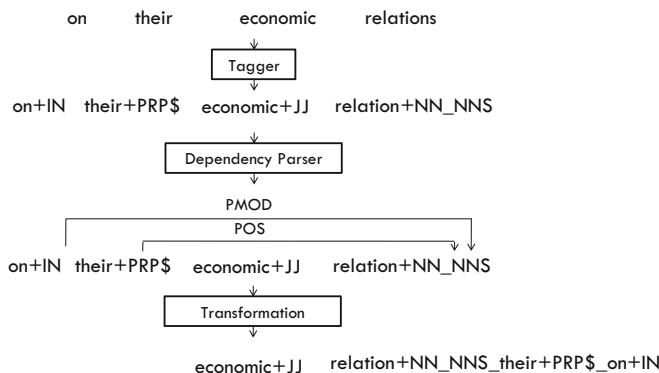 on their economic relations
Tagger
on+IN their+PRP$ economic+JJ relation+NN_NNS
Dependency Parser
PMOD
POS
on+IN their+PRP$ economic+JJ relation+NN_NNS
Transformation
economic+JJ relation+NN_NNS_their+PRP$_on+IN